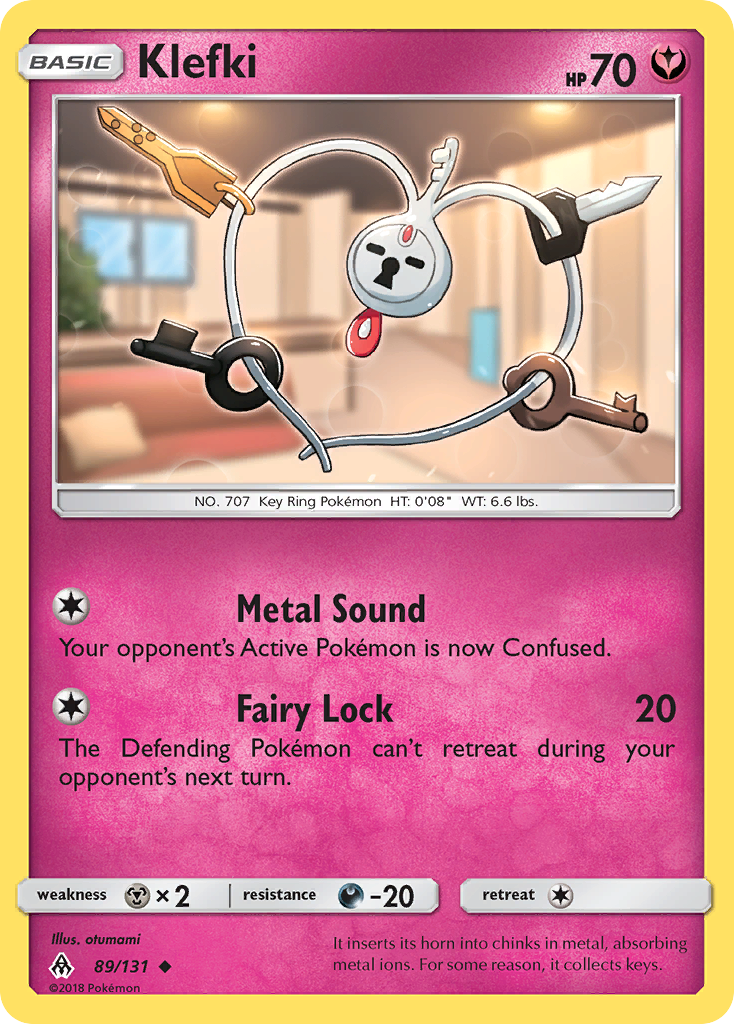 BASIC Klefki HP 70
NO. 707 Key Ring Pokémon HT: 0'08" WT: 6.6 lbs.
Metal Sound
Your opponent's Active Pokémon is now Confused.
Fairy Lock 20
The Defending Pokémon can't retreat during your
opponent's next turn.
weakness ×2 resistance -20 retreat
Illus. otumami
89/131
©2018 Pokémon
It inserts its horn into chinks in metal, absorbing
metal ions. For some reason, it collects keys.